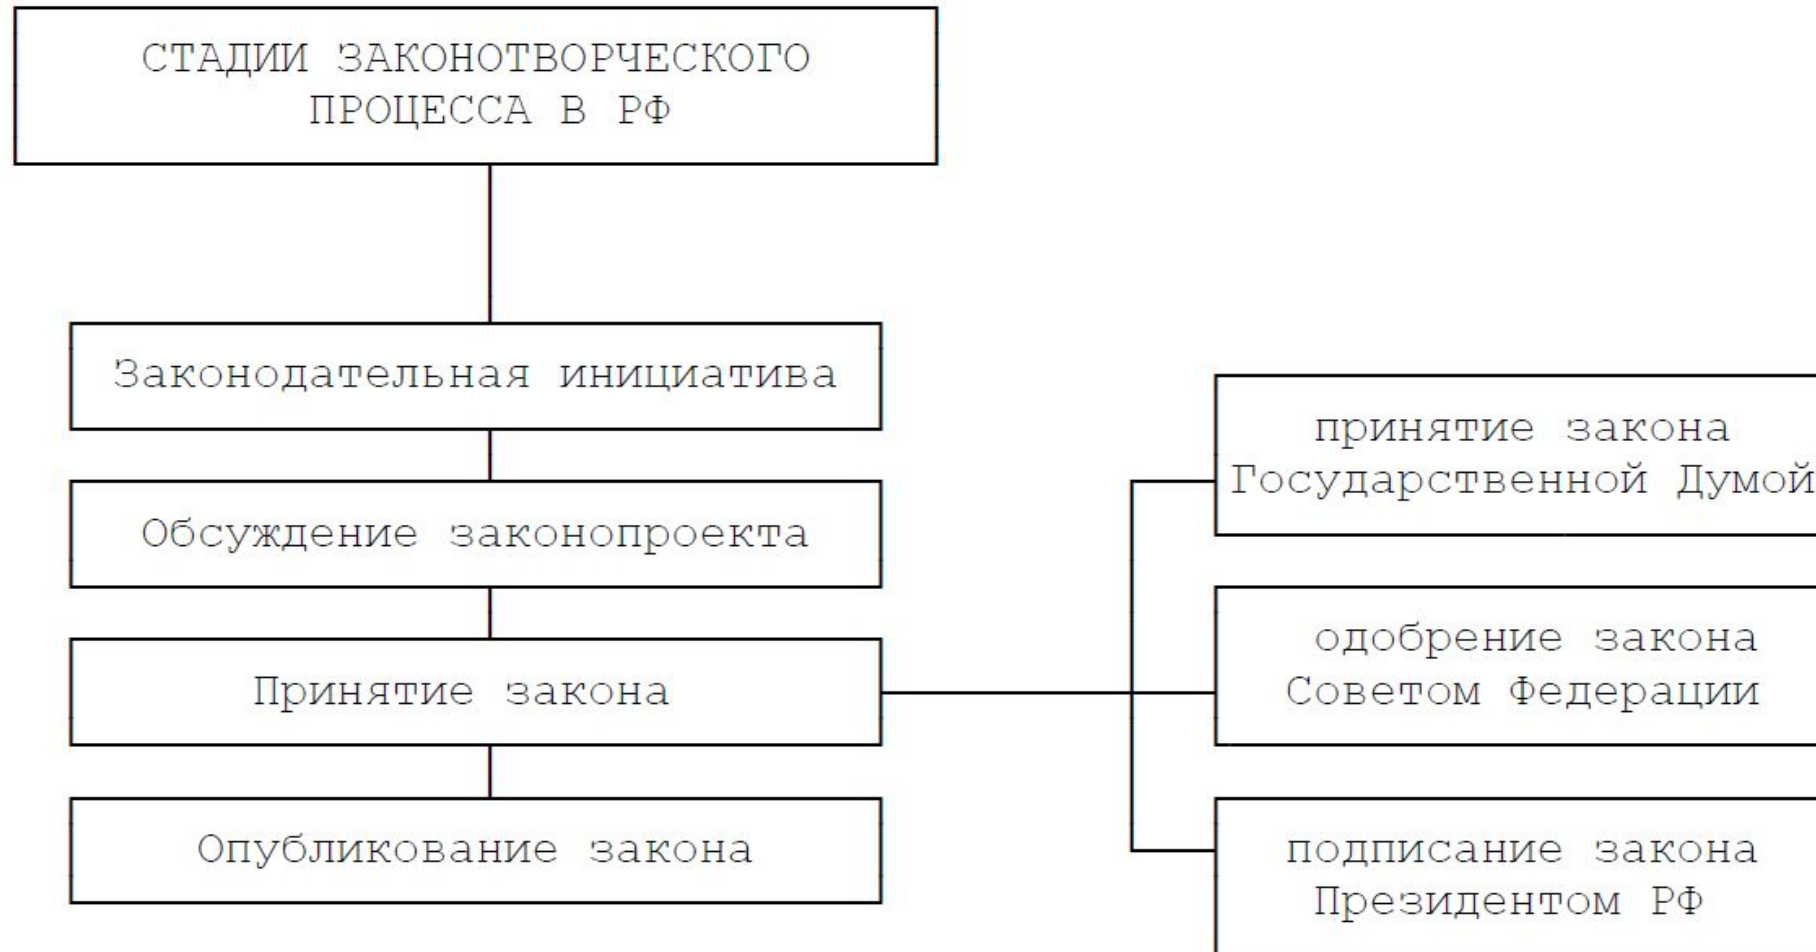 СТАДИИ ЗАКОНОТВОРЧЕСКОГО
ПРОЦЕССА В РФ
Законодательная инициатива
Обсуждение законопроекта
Принятие закона
Опубликование закона
принятие закона
Государственной Думой
одобрение закона
Советом Федерации
подписание закона
Президентом РФ